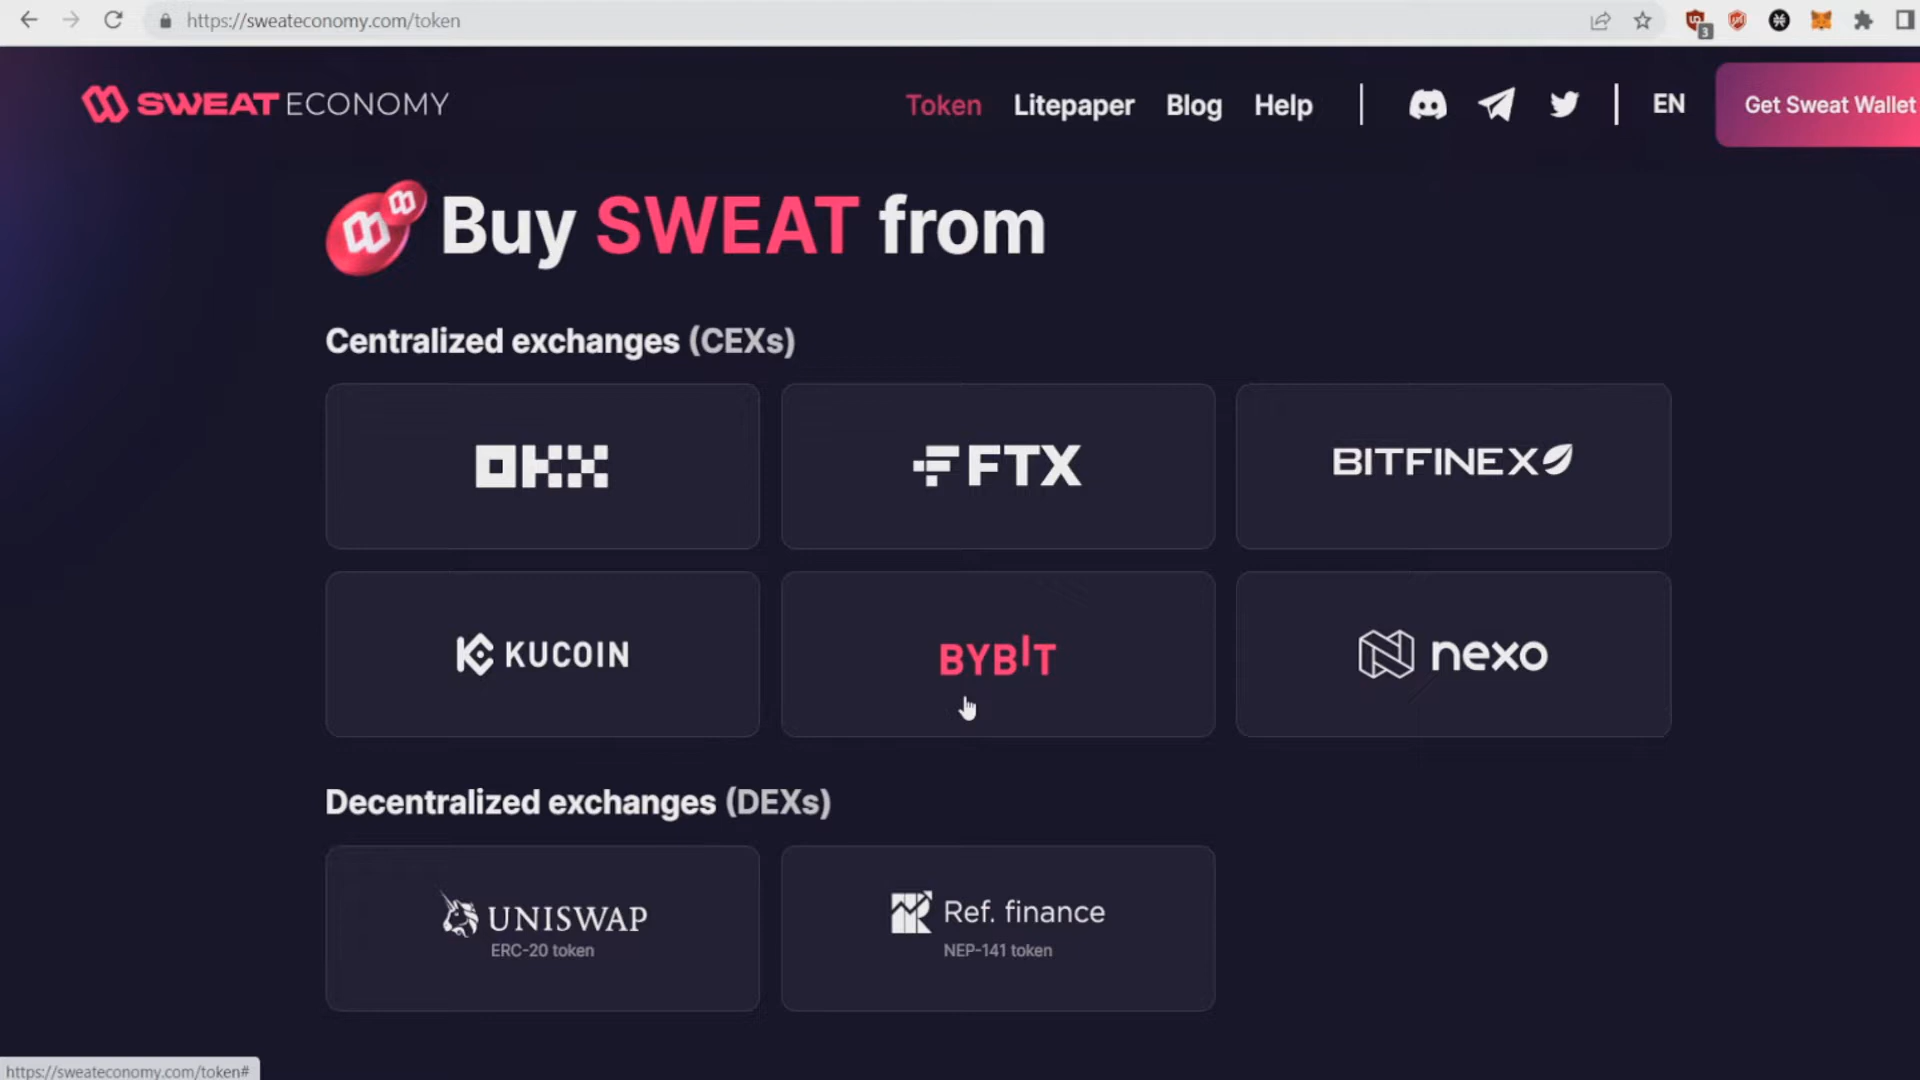 https://sweateconomy.com/token
3
SWEAT ECONOMY
Token Litepaper Blog Help EN Get Sweat Wallet
Buy SWEAT from
Centralized exchanges (CEXs)
OKX FTX BITFINEX
KUCOIN BYBIT nexo
Decentralized exchanges (DEXs)
UNISWAP
ERC-20 token
Ref. finance
NEP-141 token
https://sweateconomy.com/token#